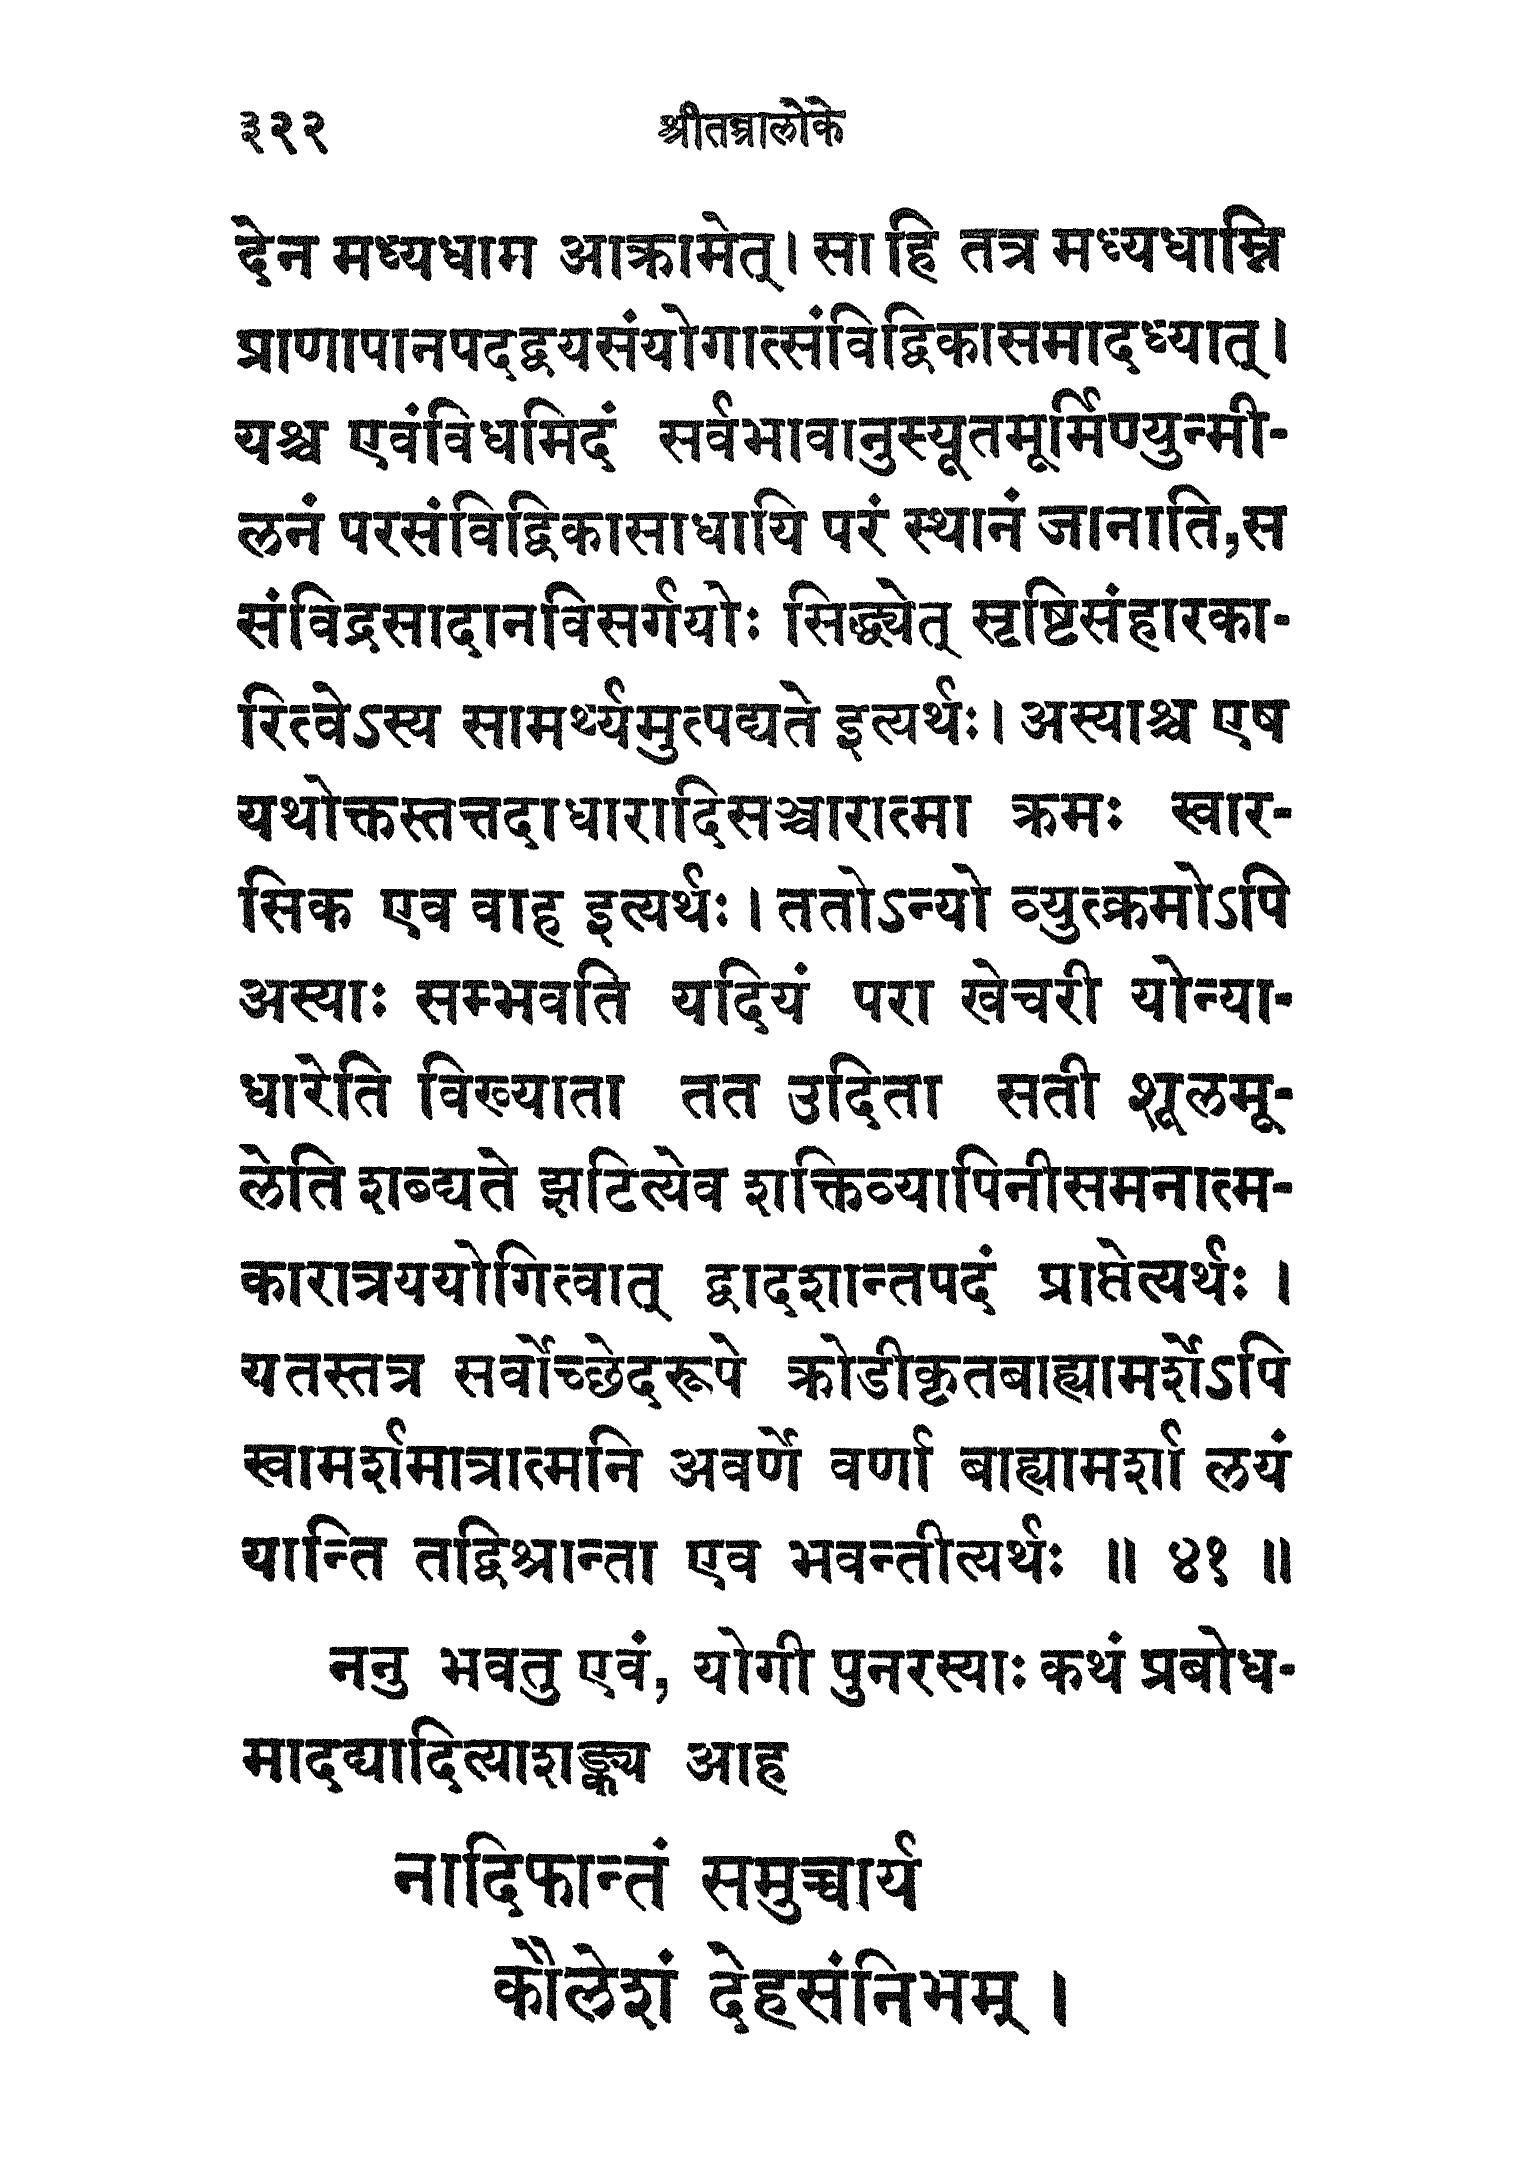 ३२२ श्रीतन्त्रालोके
देन मध्यधाम आक्रामेत्। सा हि तत्र मध्यधाम्नि
प्राणापानपदद्वयसंयोगात्संविद्विकासमादध्यात्।
यश्च एवंविधमिदं सर्वभावानुस्यूतमूर्मिण्युन्मी-
लनं परसंविद्विकासाधायि परं स्थानं जानाति,स
संविद्रसादानविसर्गयोः सिद्ध्येत् सृष्टिसंहारका-
रित्वेऽस्य सामर्थ्यमुत्पद्यते इत्यर्थः। अस्याश्च एष
यथोक्तस्तत्तदाधारादिसञ्चारात्मा क्रमः स्वार-
सिक एव वाह इत्यर्थः। ततोऽन्यो व्युत्क्रमोऽपि
अस्याः सम्भवति यदियं परा खेचरी योन्या-
धारेति विख्याता तत उदिता सती शूलमू-
लेति शब्द्यते झटित्येव शक्तिव्यापिनीसमनात्म-
कारात्रययोगित्वात् द्वादशान्तपदं प्राप्तेत्यर्थः।
यतस्तत्र सर्वोच्छेदरूपे क्रोडीकृतबाह्यामर्शेऽपि
स्वामर्शमात्रात्मनि अवर्णे वर्णा बाह्यामर्शा लयं
यान्ति तद्विश्रान्ता एव भवन्तीत्यर्थः ॥ ४१ ॥
ननु भवतु एवं, योगी पुनरस्याः कथं प्रबोध-
मादद्यादित्याशङ्क्य आह
नादिफान्तं समुच्चार्य
कौलेशं देहसंनिभम् ।